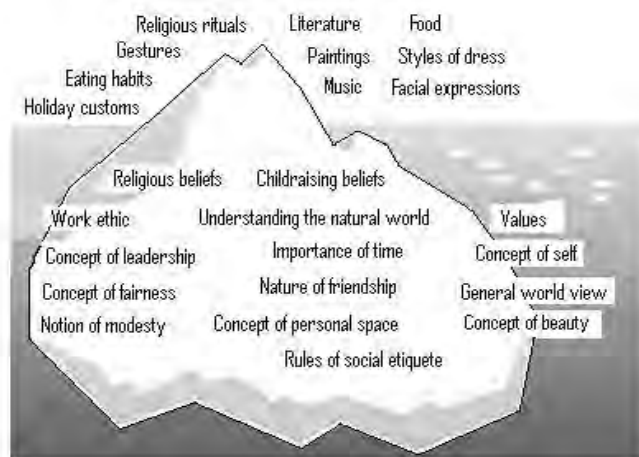 Religious rituals Literature Food
Gestures Paintings Styles of dress
Eating habits Music Facial expressions
Holiday customs
Religious beliefs Childraising beliefs
Work ethic Understanding the natural world Values
Concept of leadership Importance of time Concept of self
Concept of fairness Nature of friendship General world view
Notion of modesty Concept of personal space Concept of beauty
Rules of social etiquete